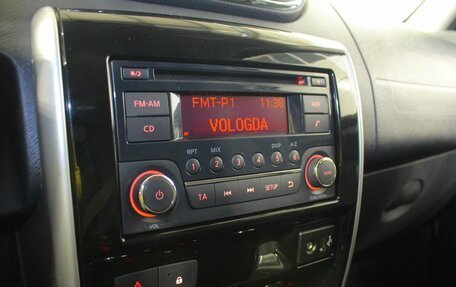 FMT-P1 11:38
VOLOGDA
FM-AM
AUX
CD
RPT MIX DISP A-Z
1 2 3 4 5 6
TA
SETUP
VOL